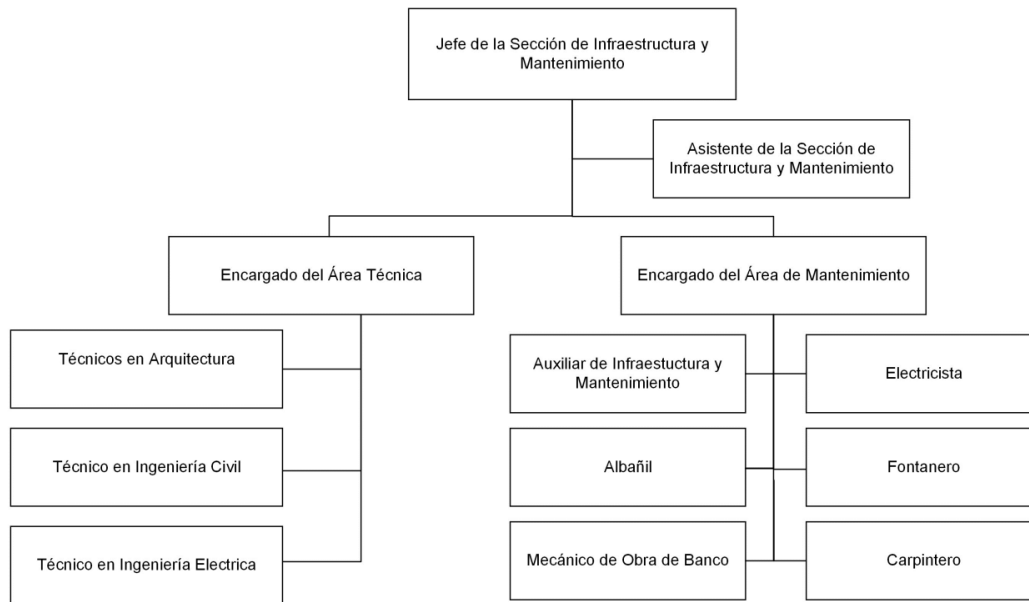 Jefe de la Sección de Infraestructura y
Mantenimiento
Asistente de la Sección de
Infraestructura y Mantenimiento
Encargado del Área Técnica
Encargado del Área de Mantenimiento
Técnicos en Arquitectura
Técnico en Ingeniería Civil
Técnico en Ingeniería Electrica
Auxiliar de Infraestuctura y
Mantenimiento
Electricista
Albañil
Fontanero
Mecánico de Obra de Banco
Carpintero